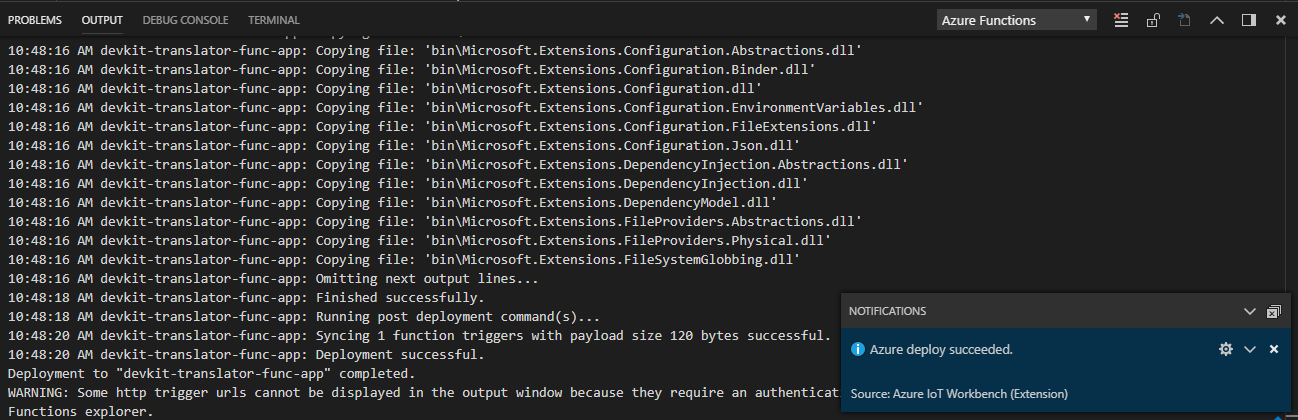 PROBLEMS OUTPUT DEBUG CONSOLE TERMINAL Azure Functions
10:48:16 AM devkit-translator-func-app: Copying file: 'bin\Microsoft.Extensions.Configuration.Abstractions.dll'
10:48:16 AM devkit-translator-func-app: Copying file: 'bin\Microsoft.Extensions.Configuration.Binder.dll'
10:48:16 AM devkit-translator-func-app: Copying file: 'bin\Microsoft.Extensions.Configuration.dll'
10:48:16 AM devkit-translator-func-app: Copying file: 'bin\Microsoft.Extensions.Configuration.EnvironmentVariables.dll'
10:48:16 AM devkit-translator-func-app: Copying file: 'bin\Microsoft.Extensions.Configuration.FileExtensions.dll'
10:48:16 AM devkit-translator-func-app: Copying file: 'bin\Microsoft.Extensions.Configuration.Json.dll'
10:48:16 AM devkit-translator-func-app: Copying file: 'bin\Microsoft.Extensions.DependencyInjection.Abstractions.dll'
10:48:16 AM devkit-translator-func-app: Copying file: 'bin\Microsoft.Extensions.DependencyInjection.dll'
10:48:16 AM devkit-translator-func-app: Copying file: 'bin\Microsoft.Extensions.DependencyModel.dll'
10:48:16 AM devkit-translator-func-app: Copying file: 'bin\Microsoft.Extensions.FileProviders.Abstractions.dll'
10:48:16 AM devkit-translator-func-app: Copying file: 'bin\Microsoft.Extensions.FileProviders.Physical.dll'
10:48:16 AM devkit-translator-func-app: Copying file: 'bin\Microsoft.Extensions.FileSystemGlobbing.dll'
10:48:16 AM devkit-translator-func-app: Omitting next output lines...
10:48:18 AM devkit-translator-func-app: Finished successfully.
10:48:18 AM devkit-translator-func-app: Running post deployment command(s)...
10:48:20 AM devkit-translator-func-app: Syncing 1 function triggers with payload size 120 bytes successful.
10:48:20 AM devkit-translator-func-app: Deployment successful.
Deployment to "devkit-translator-func-app" completed.
WARNING: Some http trigger urls cannot be displayed in the output window because they require an authenticati
Functions explorer.
NOTIFICATIONS
Azure deploy succeeded.
Source: Azure IoT Workbench (Extension)